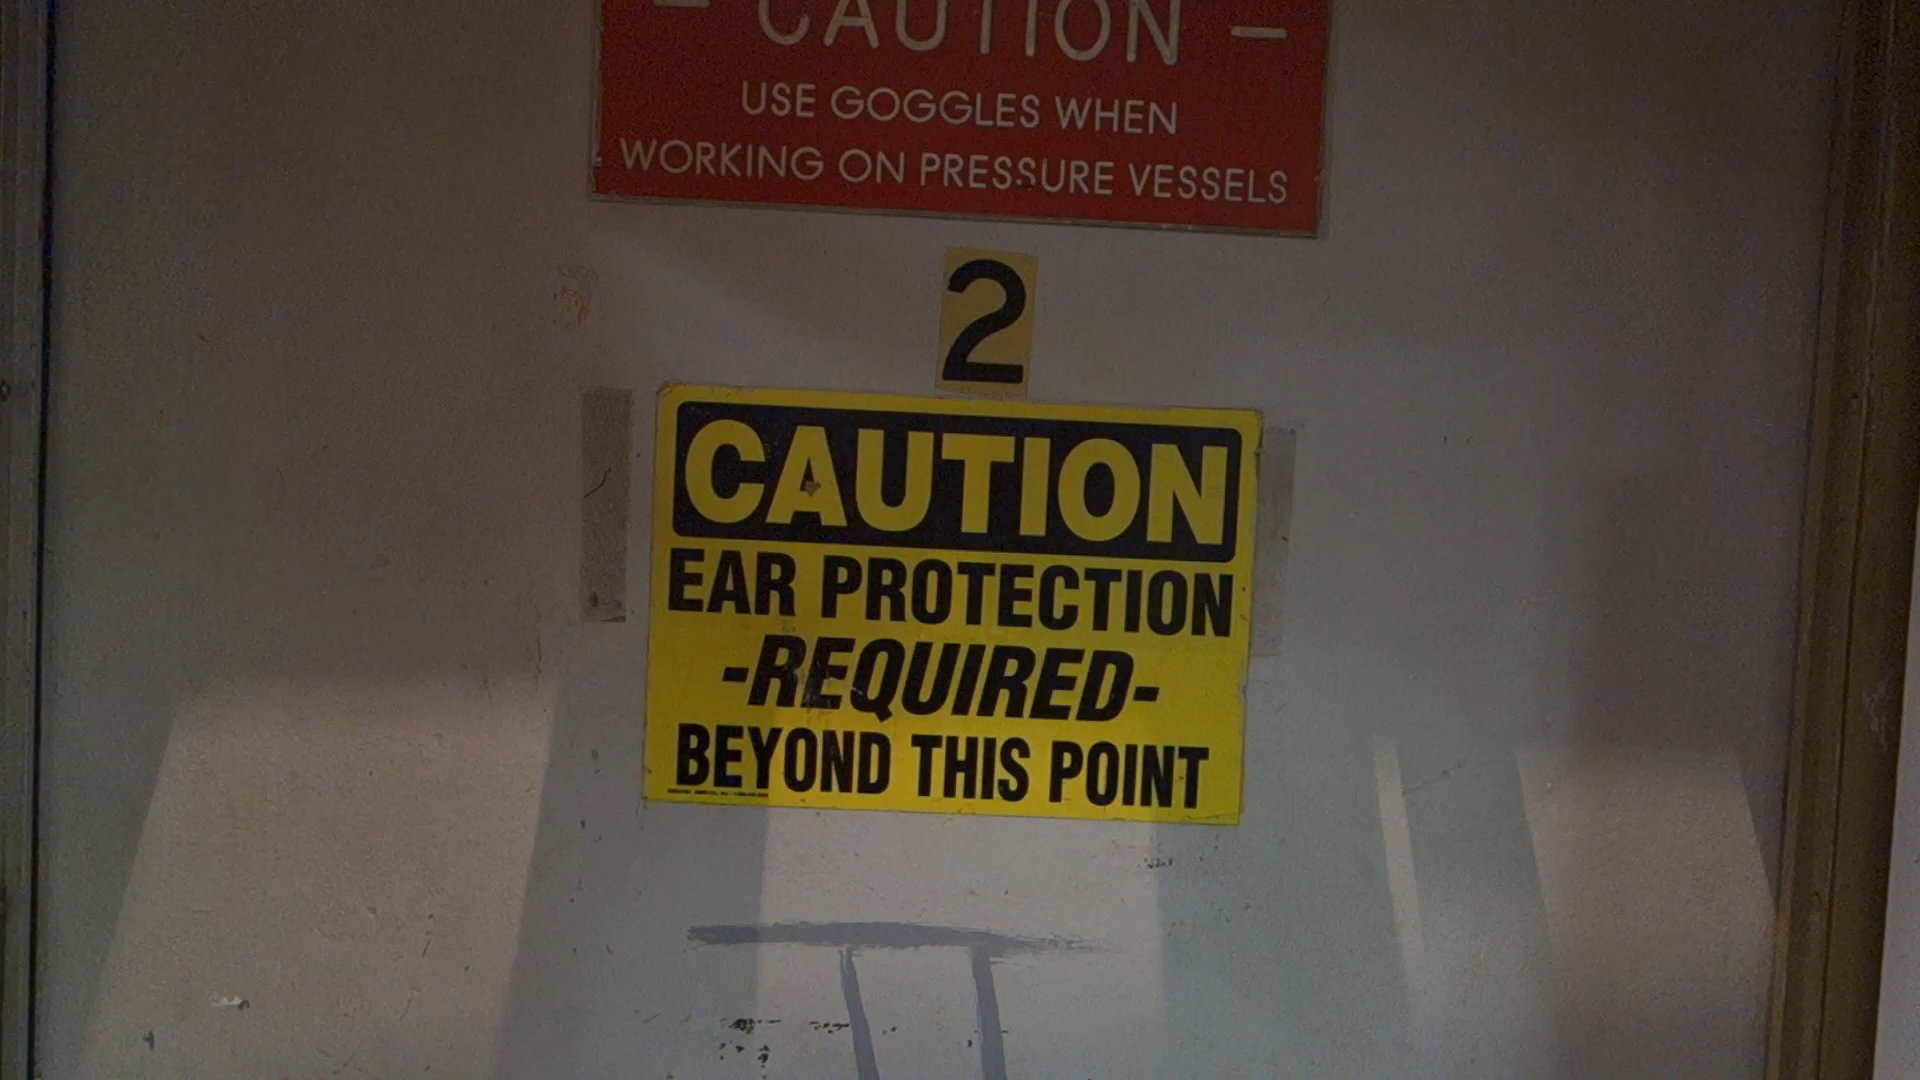 - CAUTION -
USE GOGGLES WHEN
WORKING ON PRESSURE VESSELS
2
CAUTION
EAR PROTECTION
-REQUIRED-
BEYOND THIS POINT